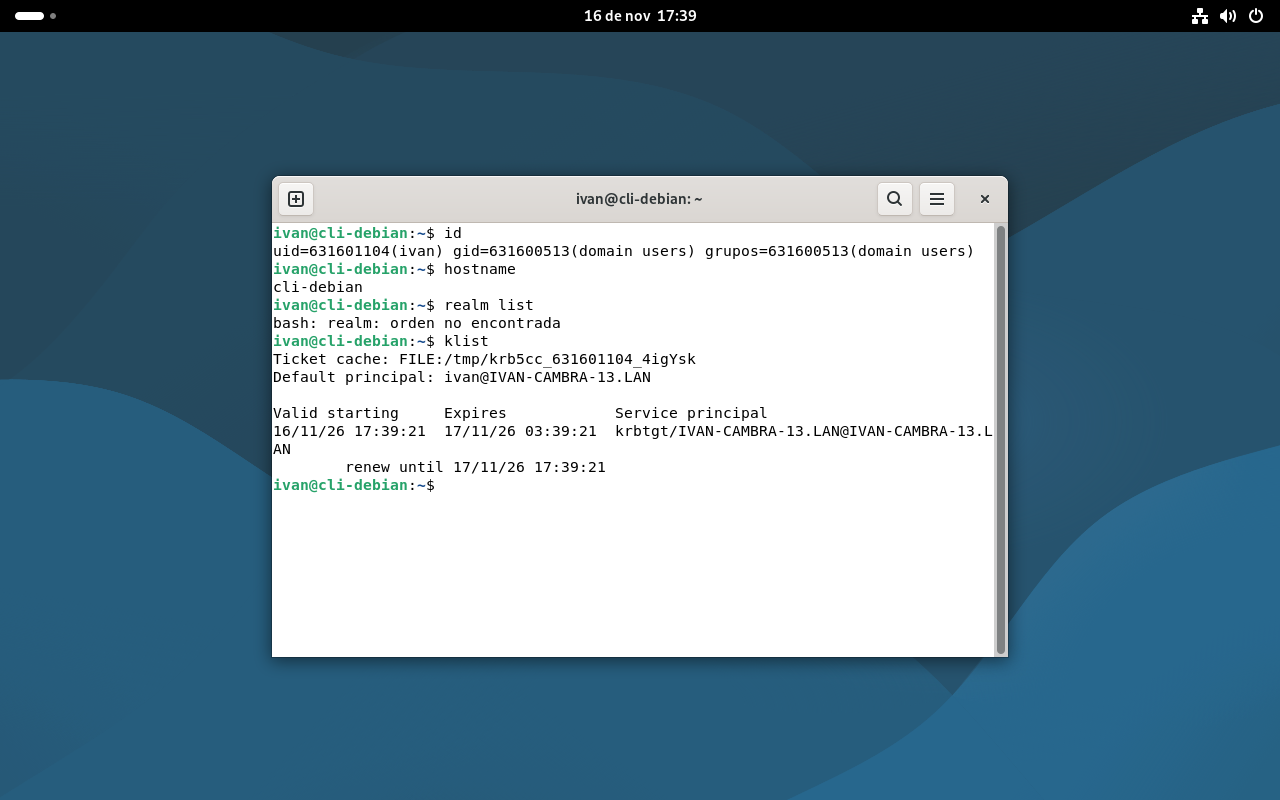 16 de nov 17:39
ivan@cli-debian: ~
ivan@cli-debian:~$ id
uid=631601104(ivan) gid=631600513(domain users) grupos=631600513(domain users)
ivan@cli-debian:~$ hostname
cli-debian
ivan@cli-debian:~$ realm list
bash: realm: orden no encontrada
ivan@cli-debian:~$ klist
Ticket cache: FILE:/tmp/krb5cc_631601104_4igYsk
Default principal: ivan@IVAN-CAMBRA-13.LAN
Valid starting     Expires            Service principal
16/11/26 17:39:21  17/11/26 03:39:21  krbtgt/IVAN-CAMBRA-13.LAN@IVAN-CAMBRA-13.L
AN
        renew until 17/11/26 17:39:21
ivan@cli-debian:~$